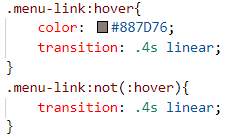 .menu-link:hover{
color: #887D76;
transition: .4s linear;
}
.menu-link:not(:hover){
transition: .4s linear;
}